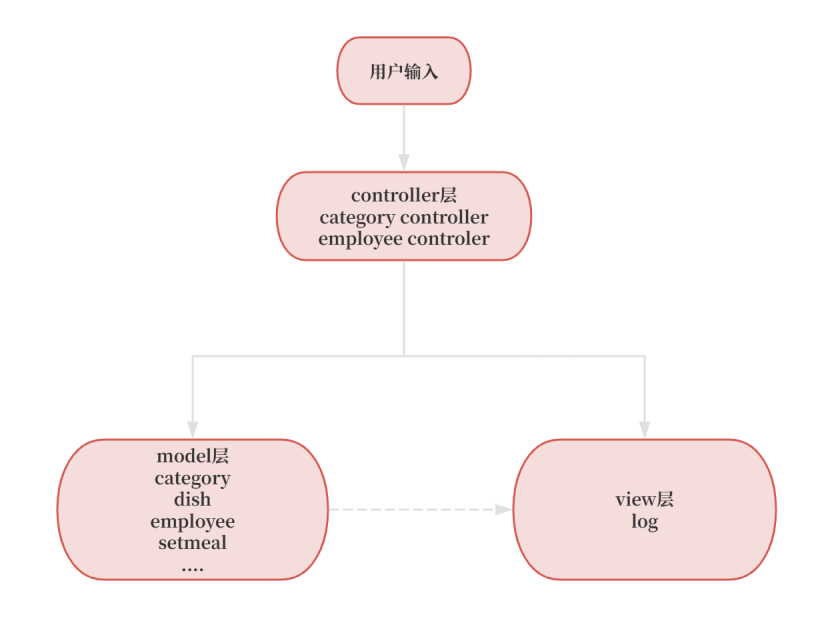 用户输入
controller层
category controller
employee controler
model层
category
dish
employee
setmeal
....
view层
log